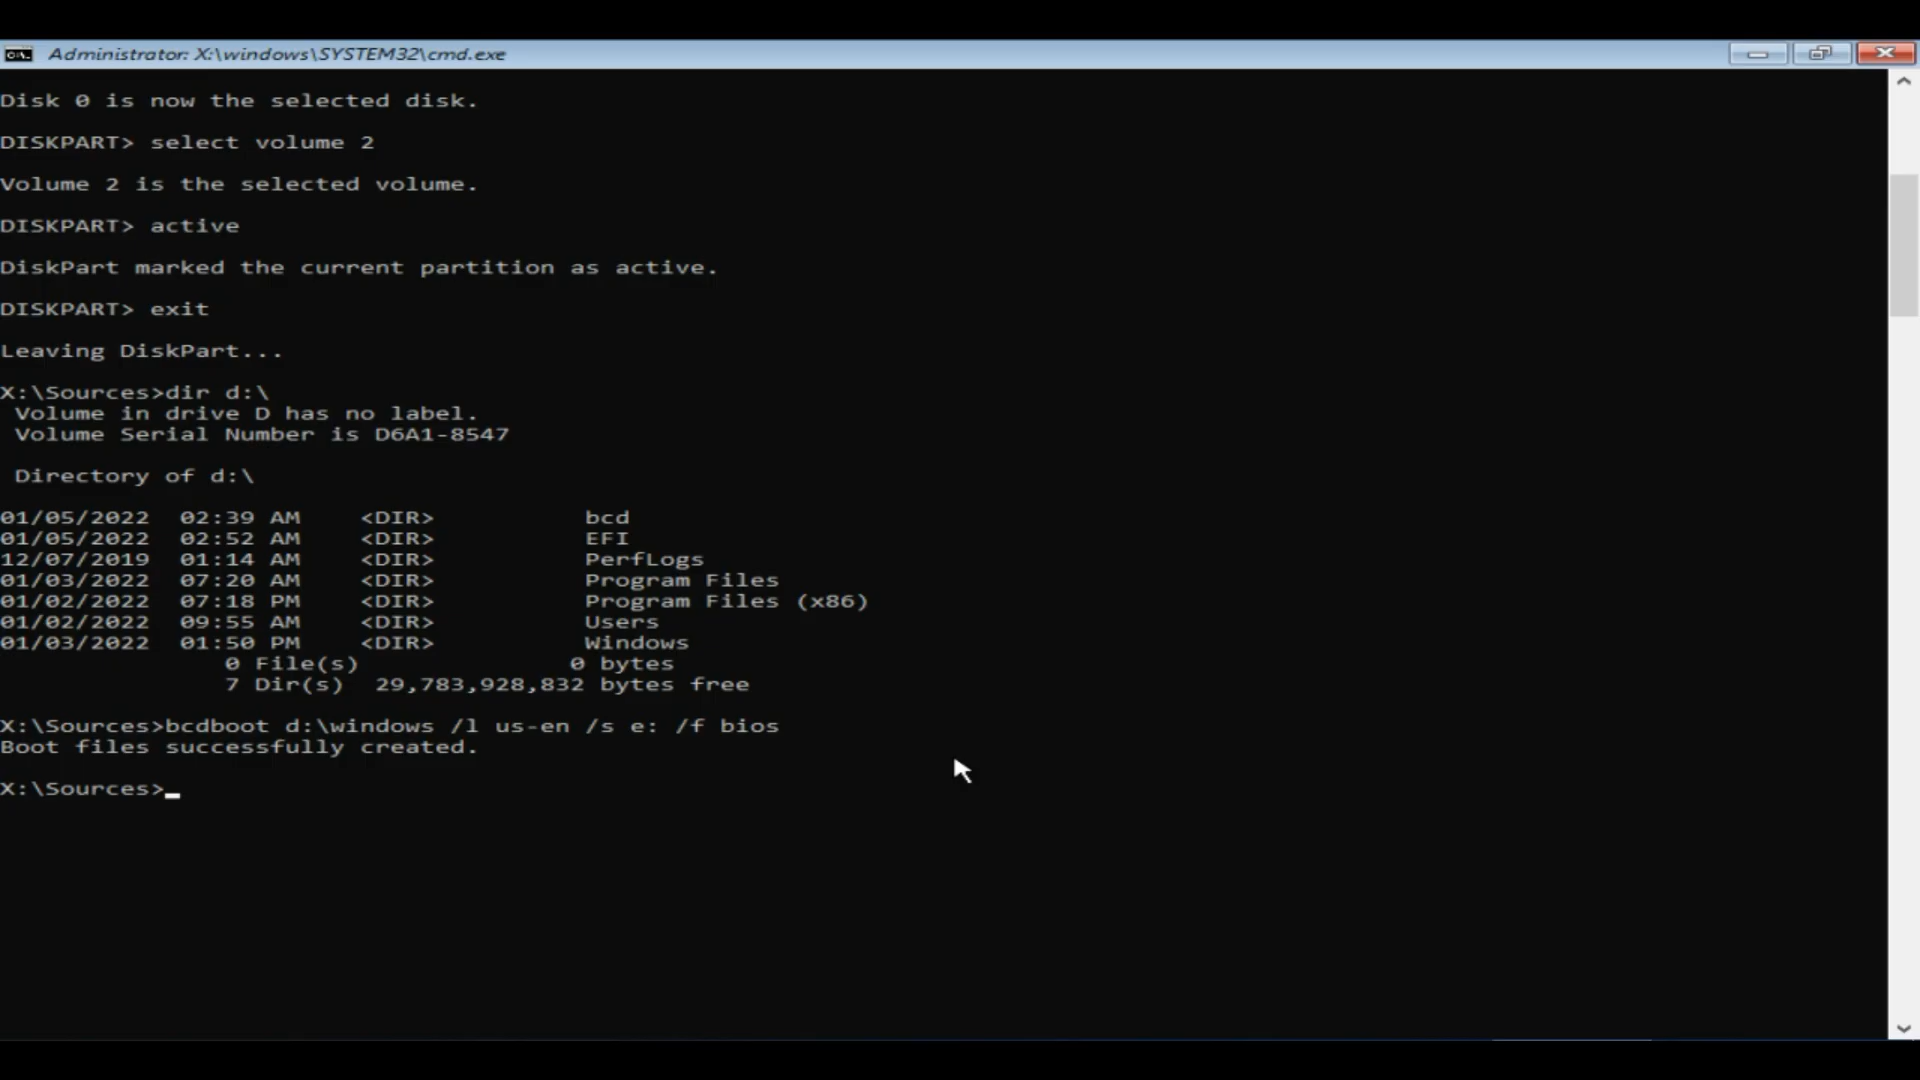 Administrator: X:\windows\SYSTEM32\cmd.exe
Disk 0 is now the selected disk.
DISKPART> select volume 2
Volume 2 is the selected volume.
DISKPART> active
DiskPart marked the current partition as active.
DISKPART> exit
Leaving DiskPart...
X:\Sources>dir d:\
 Volume in drive D has no label.
 Volume Serial Number is D6A1-8547
 Directory of d:\
01/05/2022  02:39 AM    <DIR>          bcd
01/05/2022  02:52 AM    <DIR>          EFI
12/07/2019  01:14 AM    <DIR>          PerfLogs
01/03/2022  07:20 AM    <DIR>          Program Files
01/02/2022  07:18 PM    <DIR>          Program Files (x86)
01/02/2022  09:55 AM    <DIR>          Users
01/03/2022  01:50 PM    <DIR>          Windows
               0 File(s)              0 bytes
               7 Dir(s)  29,783,928,832 bytes free
X:\Sources>bcdboot d:\windows /l us-en /s e: /f bios
Boot files successfully created.
X:\Sources>